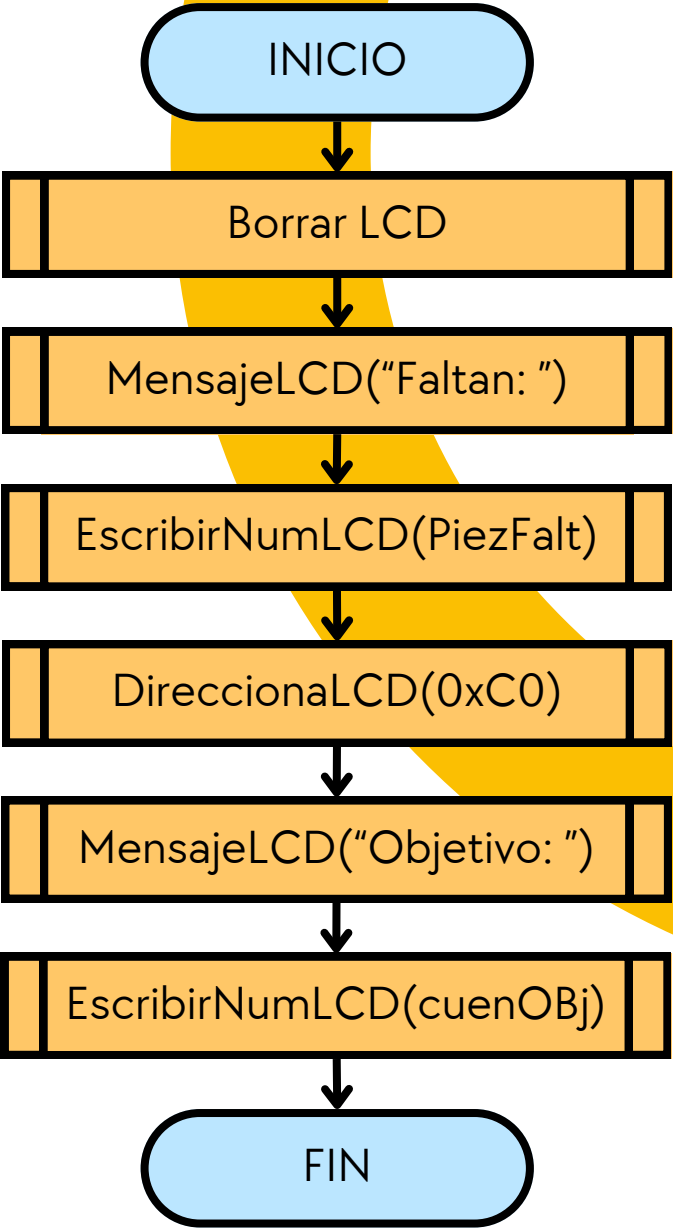 INICIO
Borrar LCD
MensajeLCD(“Faltan: ”)
EscribirNumLCD(PiezFalt)
DireccionaLCD(0xC0)
MensajeLCD(“Objetivo: ”)
EscribirNumLCD(cuenOBj)
FIN